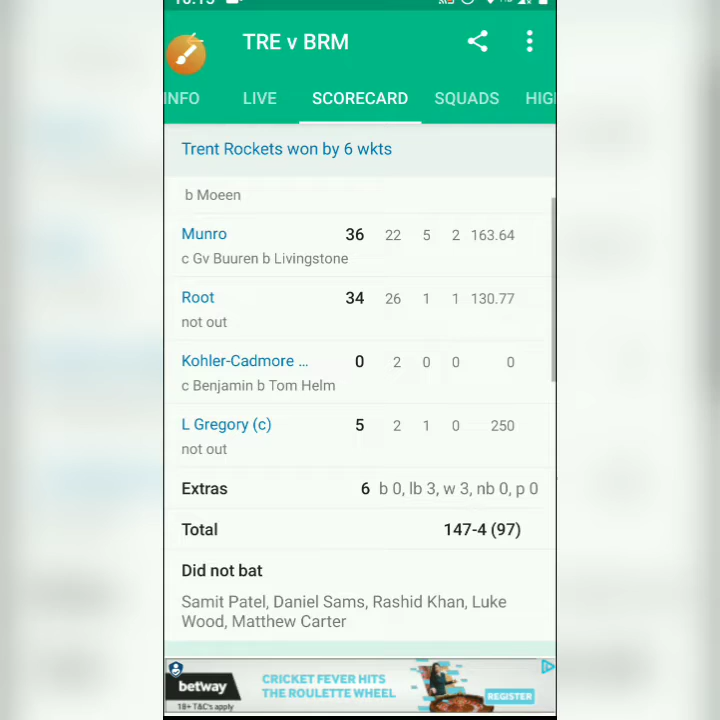 TRE v BRM
INFO LIVE SCORECARD SQUADS HIG
Trent Rockets won by 6 wkts
b Moeen
Munro 36 22 5 2 163.64
c Gv Buuren b Livingstone
Root 34 26 1 1 130.77
not out
Kohler-Cadmore ... 0 2 0 0 0
c Benjamin b Tom Helm
L Gregory (c) 5 2 1 0 250
not out
Extras 6 b 0, lb 3, w 3, nb 0, p 0
Total 147-4 (97)
Did not bat
Samit Patel, Daniel Sams, Rashid Khan, Luke
Wood, Matthew Carter
betway
18+ T&C's apply
CRICKET FEVER HITS
THE ROULETTE WHEEL
REGISTER